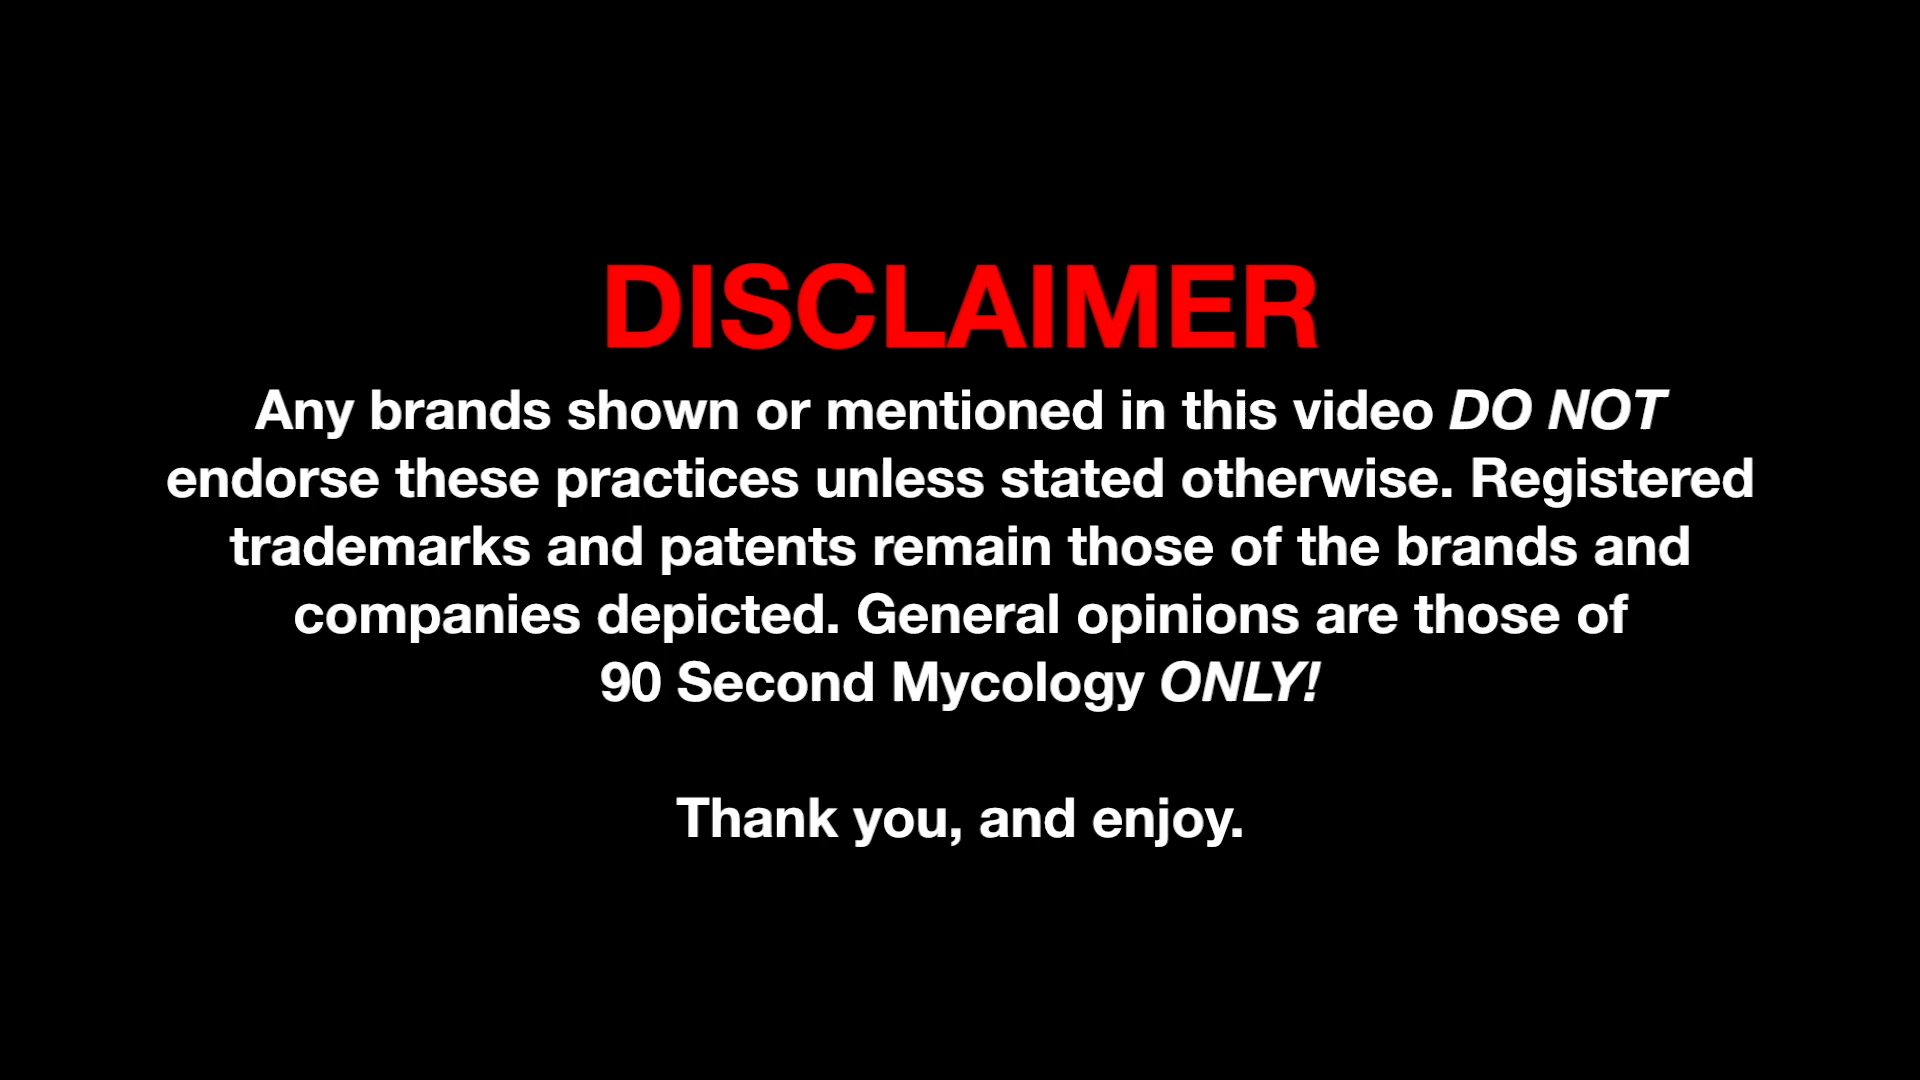 DISCLAIMER
Any brands shown or mentioned in this video DO NOT
endorse these practices unless stated otherwise. Registered
trademarks and patents remain those of the brands and
companies depicted. General opinions are those of
90 Second Mycology ONLY!
Thank you, and enjoy.